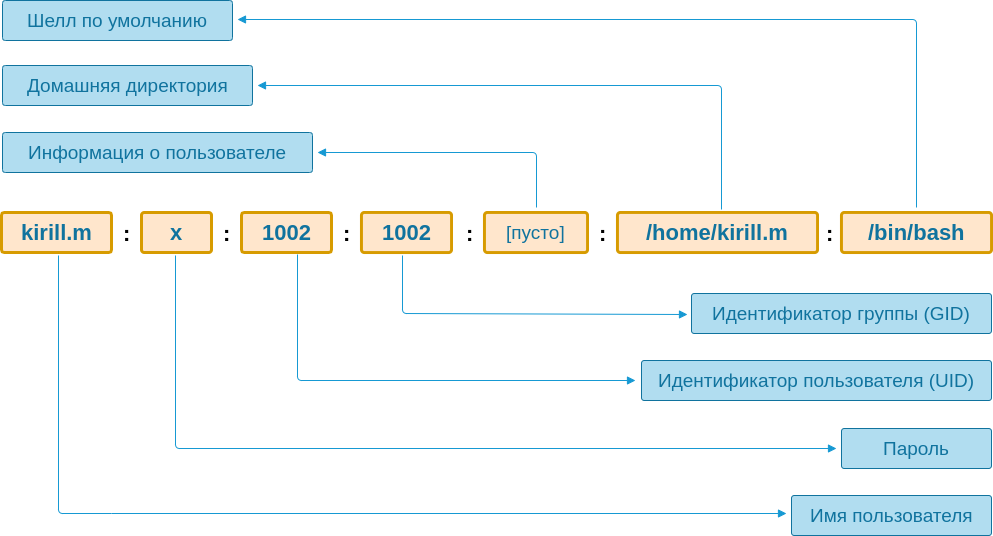 Шелл по умолчанию
Домашняя директория
Информация о пользователе
kirill.m : x : 1002 : 1002 : [пусто] : /home/kirill.m : /bin/bash
Идентификатор группы (GID)
Идентификатор пользователя (UID)
Пароль
Имя пользователя